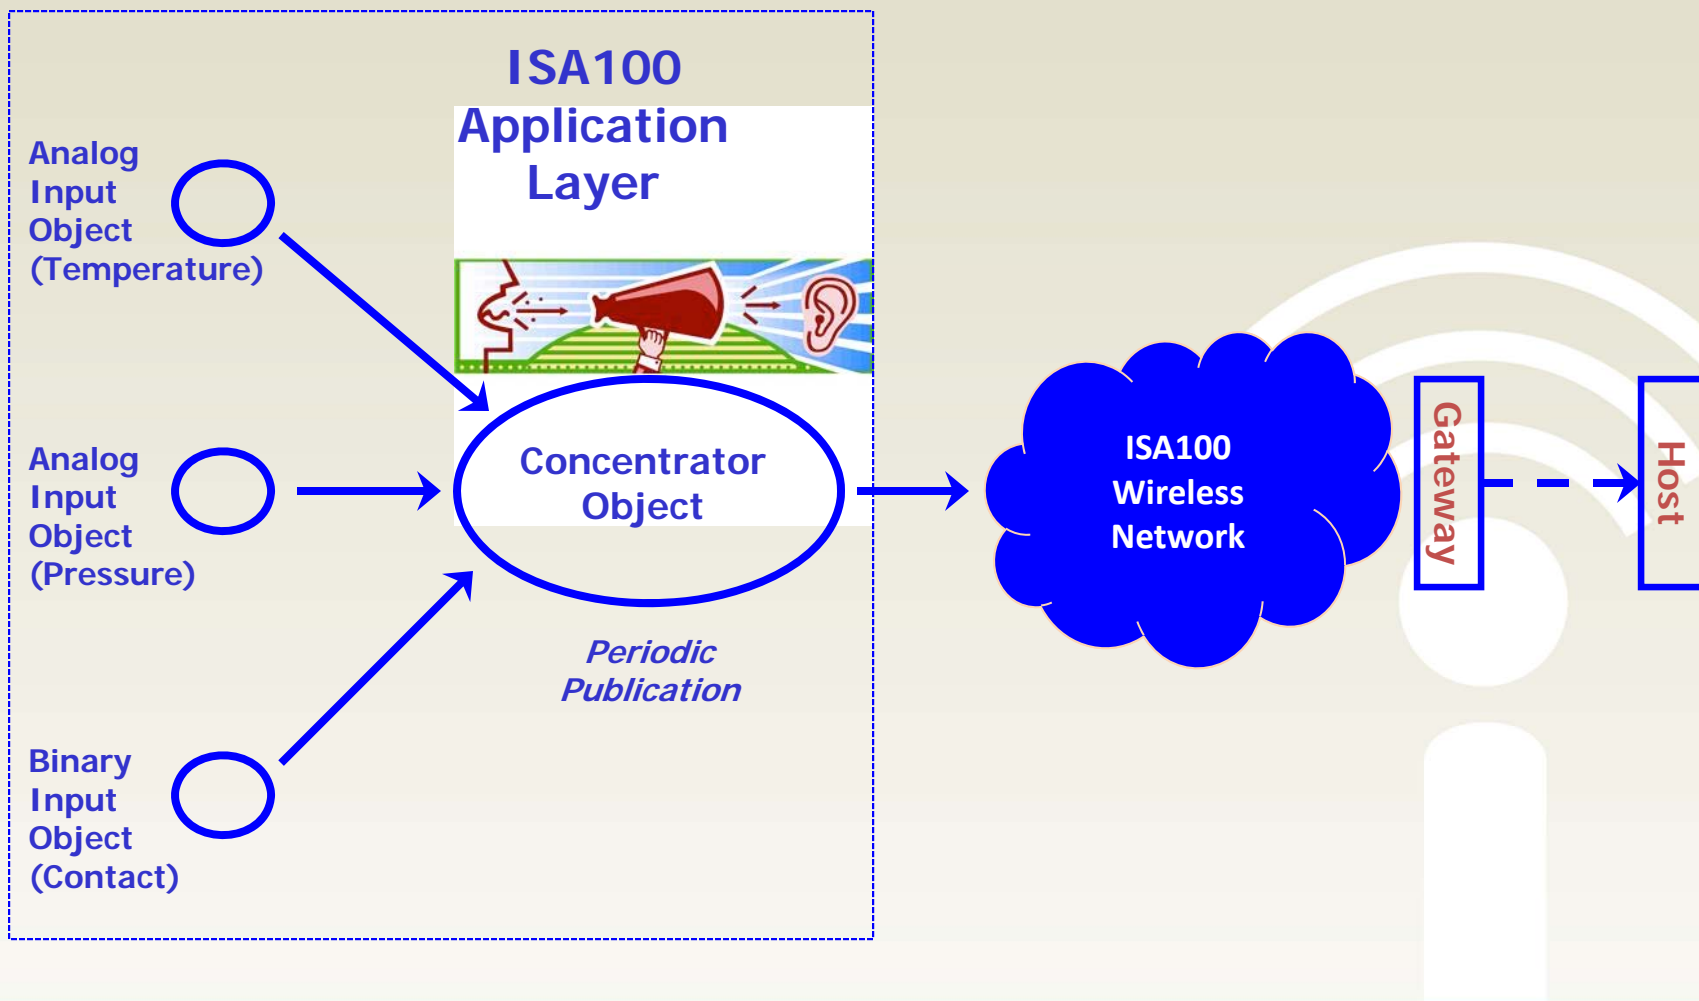 ISA100
Application
Layer
Analog
Input
Object
(Temperature)
Analog
Input
Object
(Pressure)
Binary
Input
Object
(Contact)
Concentrator
Object
Periodic
Publication
ISA100
Wireless
Network
Gateway
Host